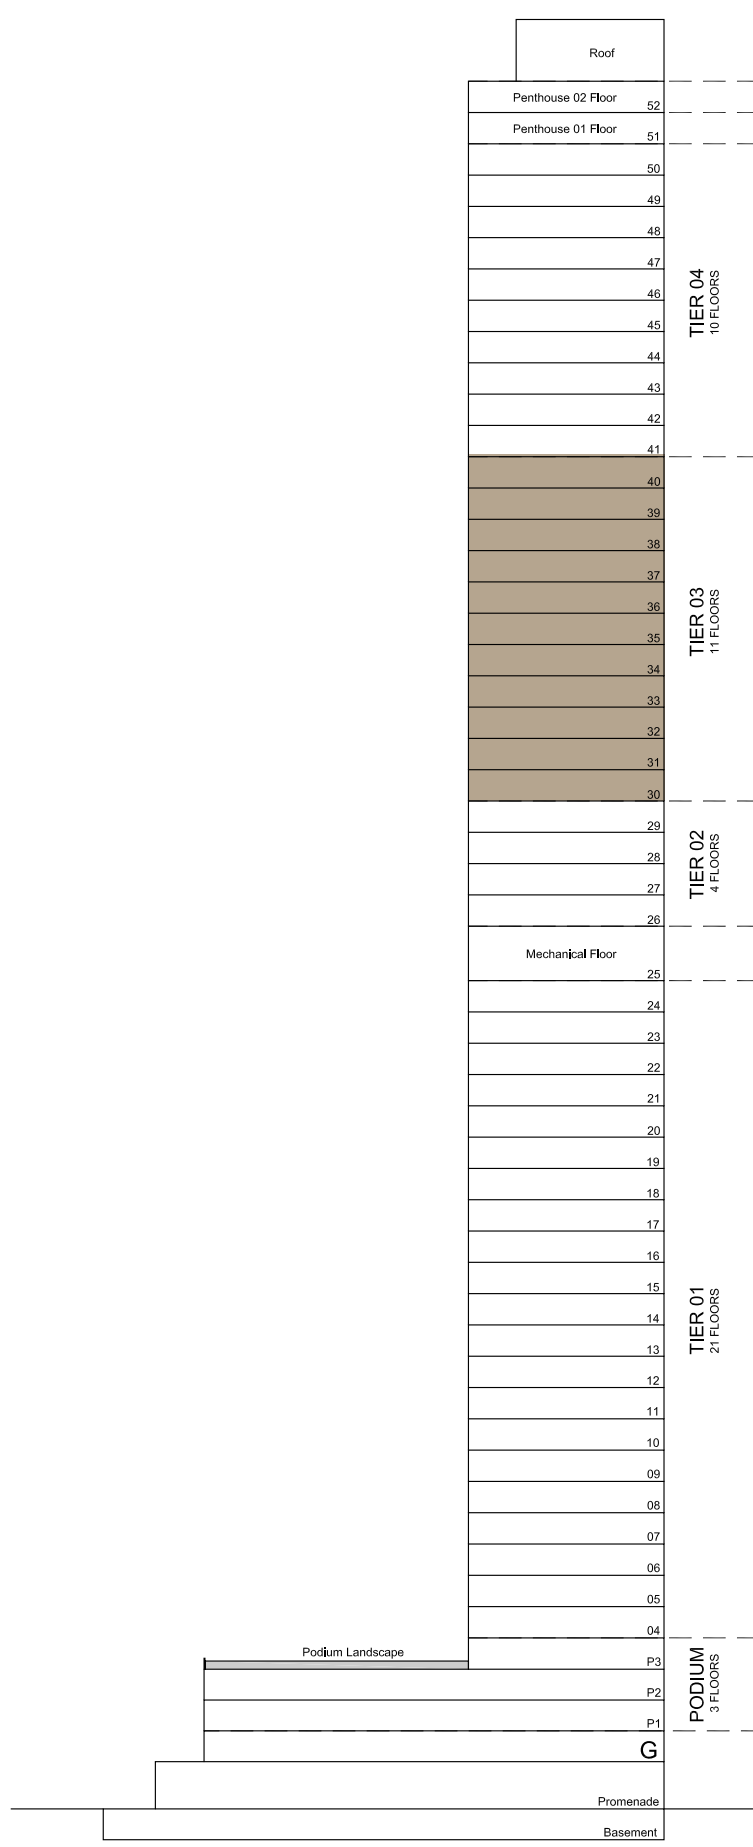 Roof
Penthouse 02 Floor
52
Penthouse 01 Floor
51
50
49
48
47
46
45
44
43
42
41
TIER 04
10 FLOORS
40
39
38
37
36
35
34
33
32
31
30
TIER 03
11 FLOORS
29
28
27
26
TIER 02
4 FLOORS
Mechanical Floor
25
24
23
22
21
20
19
18
17
16
15
14
13
12
11
10
09
08
07
06
05
04
TIER 01
21 FLOORS
Podium Landscape
P3
P2
P1
PODIUM
3 FLOORS
G
Promenade
Basement